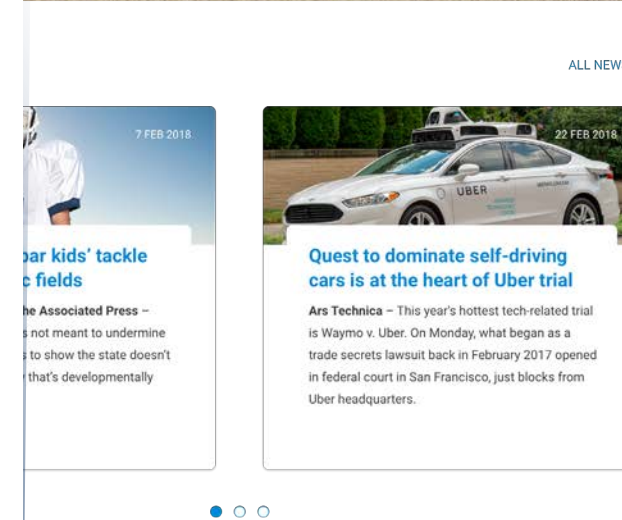 ALL NEW
7 FEB 2018
kids' tackle
fields
Associated Press –
not meant to undermine
to show the state doesn't
that's developmentally
22 FEB 2018
UBER
Quest to dominate self-driving
cars is at the heart of Uber trial
Ars Technica – This year's hottest tech-related trial
is Waymo v. Uber. On Monday, what began as a
trade secrets lawsuit back in February 2017 opened
in federal court in San Francisco, just blocks from
Uber headquarters.